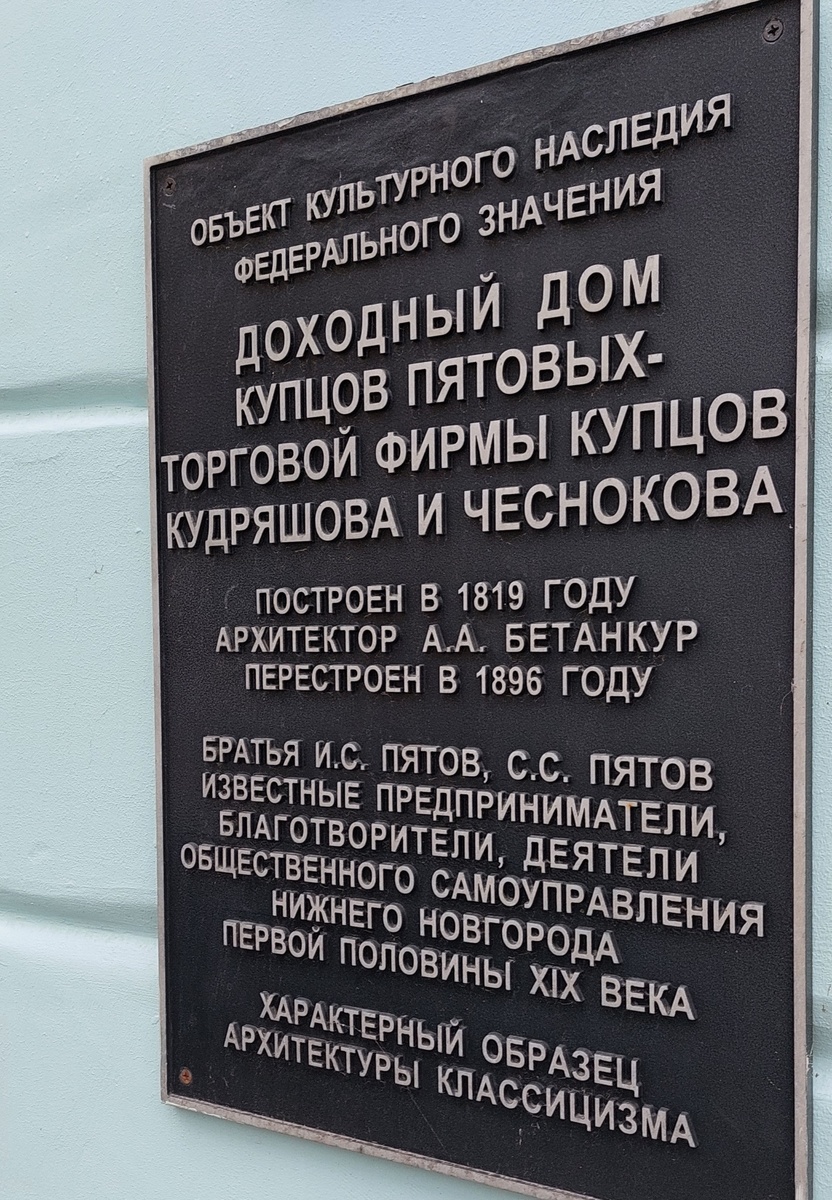 ОБЪЕКТ КУЛЬТУРНОГО НАСЛЕДИЯ
ФЕДЕРАЛЬНОГО ЗНАЧЕНИЯ
ДОХОДНЫЙ ДОМ
КУПЦОВ ПЯТОВЫХ-
ТОРГОВОЙ ФИРМЫ КУПЦОВ
КУДРЯШОВА И ЧЕСНОКОВА
ПОСТРОЕН В 1819 ГОДУ
АРХИТЕКТОР А.А. БЕТАНКУР
ПЕРЕСТРОЕН В 1896 ГОДУ
БРАТЬЯ И.С. ПЯТОВ, С.С. ПЯТОВ
ИЗВЕСТНЫЕ ПРЕДПРИНИМАТЕЛИ,
БЛАГОТВОРИТЕЛИ, ДЕЯТЕЛИ
ОБЩЕСТВЕННОГО САМОУПРАВЛЕНИЯ
НИЖНЕГО НОВГОРОДА
ПЕРВОЙ ПОЛОВИНЫ XIX ВЕКА
ХАРАКТЕРНЫЙ ОБРАЗЕЦ
АРХИТЕКТУРЫ КЛАССИЦИЗМА